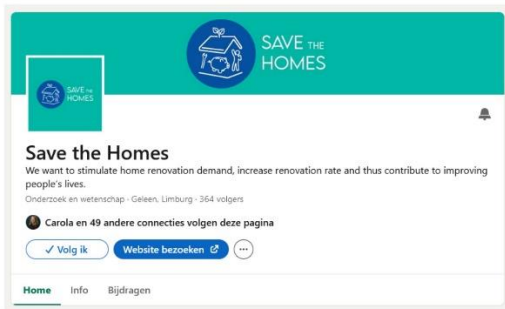 SAVE THE
HOMES
SAVE THE
HOMES
Save the Homes
We want to stimulate home renovation demand, increase renovation rate and thus contribute to improving
people's lives.
Onderzoek en wetenschap · Geleen, Limburg · 364 volgers
Carola en 49 andere connecties volgen deze pagina
✓ Volg ik Website bezoeken
Home Info Bijdragen